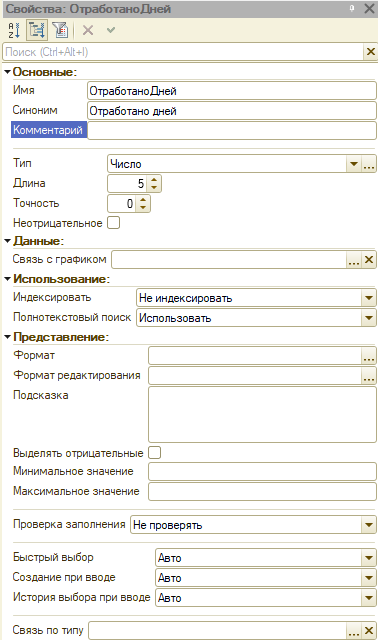 Свойства: ОтработаноДней
Поиск (Ctrl+Alt+I)
Основные:
Имя ОтработаноДней
Синоним Отработано дней
Комментарий
Тип Число
Длина 5
Точность 0
Неотрицательное
Данные:
Связь с графиком
Использование:
Индексировать Не индексировать
Полнотекстовый поиск Использовать
Представление:
Формат
Формат редактирования
Подсказка
Выделять отрицательные
Минимальное значение
Максимальное значение
Проверка заполнения Не проверять
Быстрый выбор Авто
Создание при вводе Авто
История выбора при вводе Авто
Связь по типу